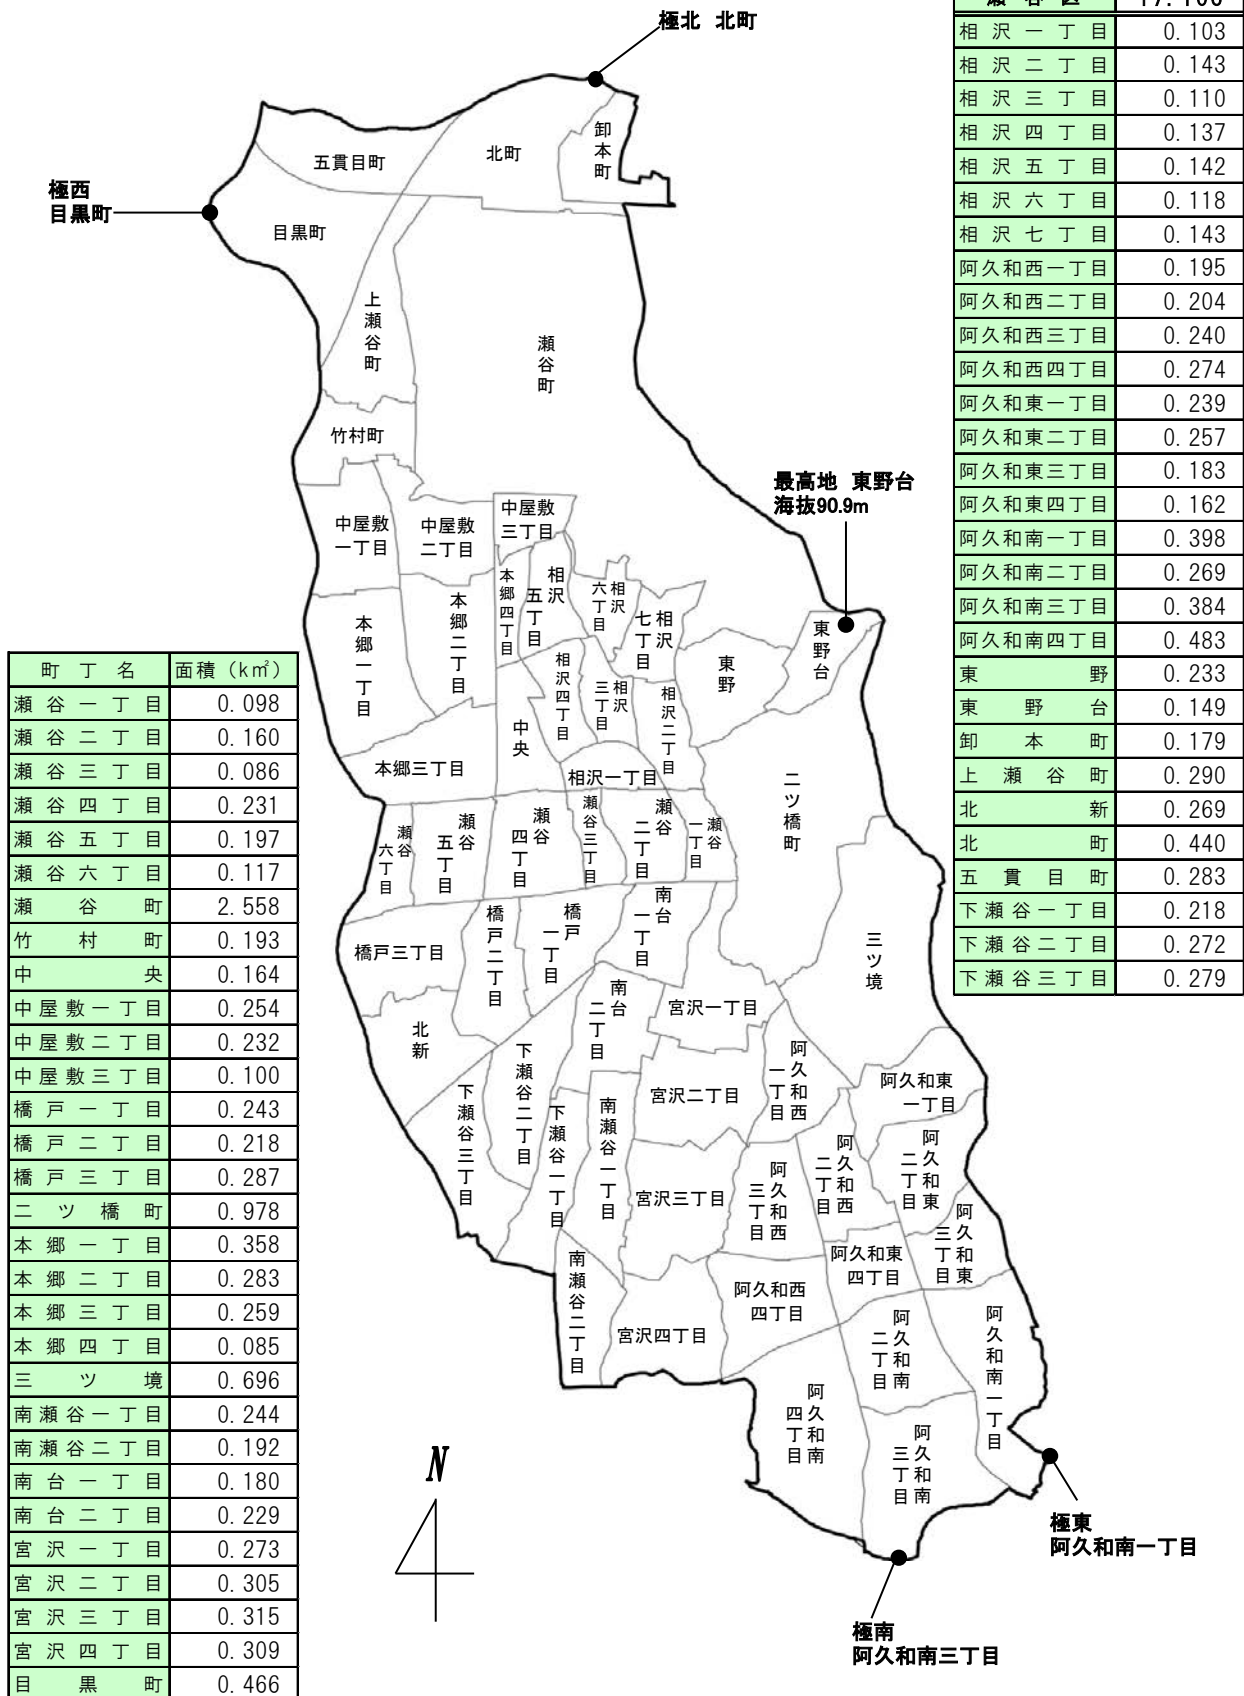 極北 北町
極西
目黒町
最高地 東野台
海抜90.9m
極東
阿久和南一丁目
極南
阿久和南三丁目
N
五貫目町
北町
卸本町
目黒町
上瀬谷町
瀬谷町
竹村町
中屋敷
一丁目
中屋敷
二丁目
中屋敷
三丁目
本郷一丁目
本郷二丁目
本郷四丁目
相沢
五丁目
相沢
六丁目
相沢
七丁目
東野
東野台
本郷三丁目
中央
相沢四丁目
相沢
三丁目
相沢二丁目
相沢一丁目
二ツ橋町
瀬谷
六丁目
瀬谷
五丁目
瀬谷
四丁目
瀬谷三丁目
瀬谷
二丁目
瀬谷
一丁目
橋戸三丁目
橋戸二丁目
橋戸
一丁目
南台
一丁目
三ツ境
北新
南台
二丁目
宮沢一丁目
下瀬谷三丁目
下瀬谷二丁目
下瀬谷一丁目
南瀬谷一丁目
宮沢二丁目
阿久和西
一丁目
阿久和東
一丁目
宮沢三丁目
阿久和西
三丁目
阿久和西
二丁目
阿久和東
二丁目
阿久和東
三丁目
南瀬谷二丁目
宮沢四丁目
阿久和西
四丁目
阿久和東
四丁目
阿久和南
二丁目
阿久和南一丁目
阿久和南
四丁目
阿久和南
三丁目
町丁名 面積（k㎡）
瀬谷一丁目 0.098
瀬谷二丁目 0.160
瀬谷三丁目 0.086
瀬谷四丁目 0.231
瀬谷五丁目 0.197
瀬谷六丁目 0.117
瀬谷町 2.558
竹村町 0.193
中央 0.164
中屋敷一丁目 0.254
中屋敷二丁目 0.232
中屋敷三丁目 0.100
橋戸一丁目 0.243
橋戸二丁目 0.218
橋戸三丁目 0.287
二ツ橋町 0.978
本郷一丁目 0.358
本郷二丁目 0.283
本郷三丁目 0.259
本郷四丁目 0.085
三ツ境 0.696
南瀬谷一丁目 0.244
南瀬谷二丁目 0.192
南台一丁目 0.180
南台二丁目 0.229
宮沢一丁目 0.273
宮沢二丁目 0.305
宮沢三丁目 0.315
宮沢四丁目 0.309
目黒町 0.466
瀬谷区
相沢一丁目 0.103
相沢二丁目 0.143
相沢三丁目 0.110
相沢四丁目 0.137
相沢五丁目 0.142
相沢六丁目 0.118
相沢七丁目 0.143
阿久和西一丁目 0.195
阿久和西二丁目 0.204
阿久和西三丁目 0.240
阿久和西四丁目 0.274
阿久和東一丁目 0.239
阿久和東二丁目 0.257
阿久和東三丁目 0.183
阿久和東四丁目 0.162
阿久和南一丁目 0.398
阿久和南二丁目 0.269
阿久和南三丁目 0.384
阿久和南四丁目 0.483
東野 0.233
東野台 0.149
卸本町 0.179
上瀬谷町 0.290
北新 0.269
北町 0.440
五貫目町 0.283
下瀬谷一丁目 0.218
下瀬谷二丁目 0.272
下瀬谷三丁目 0.279